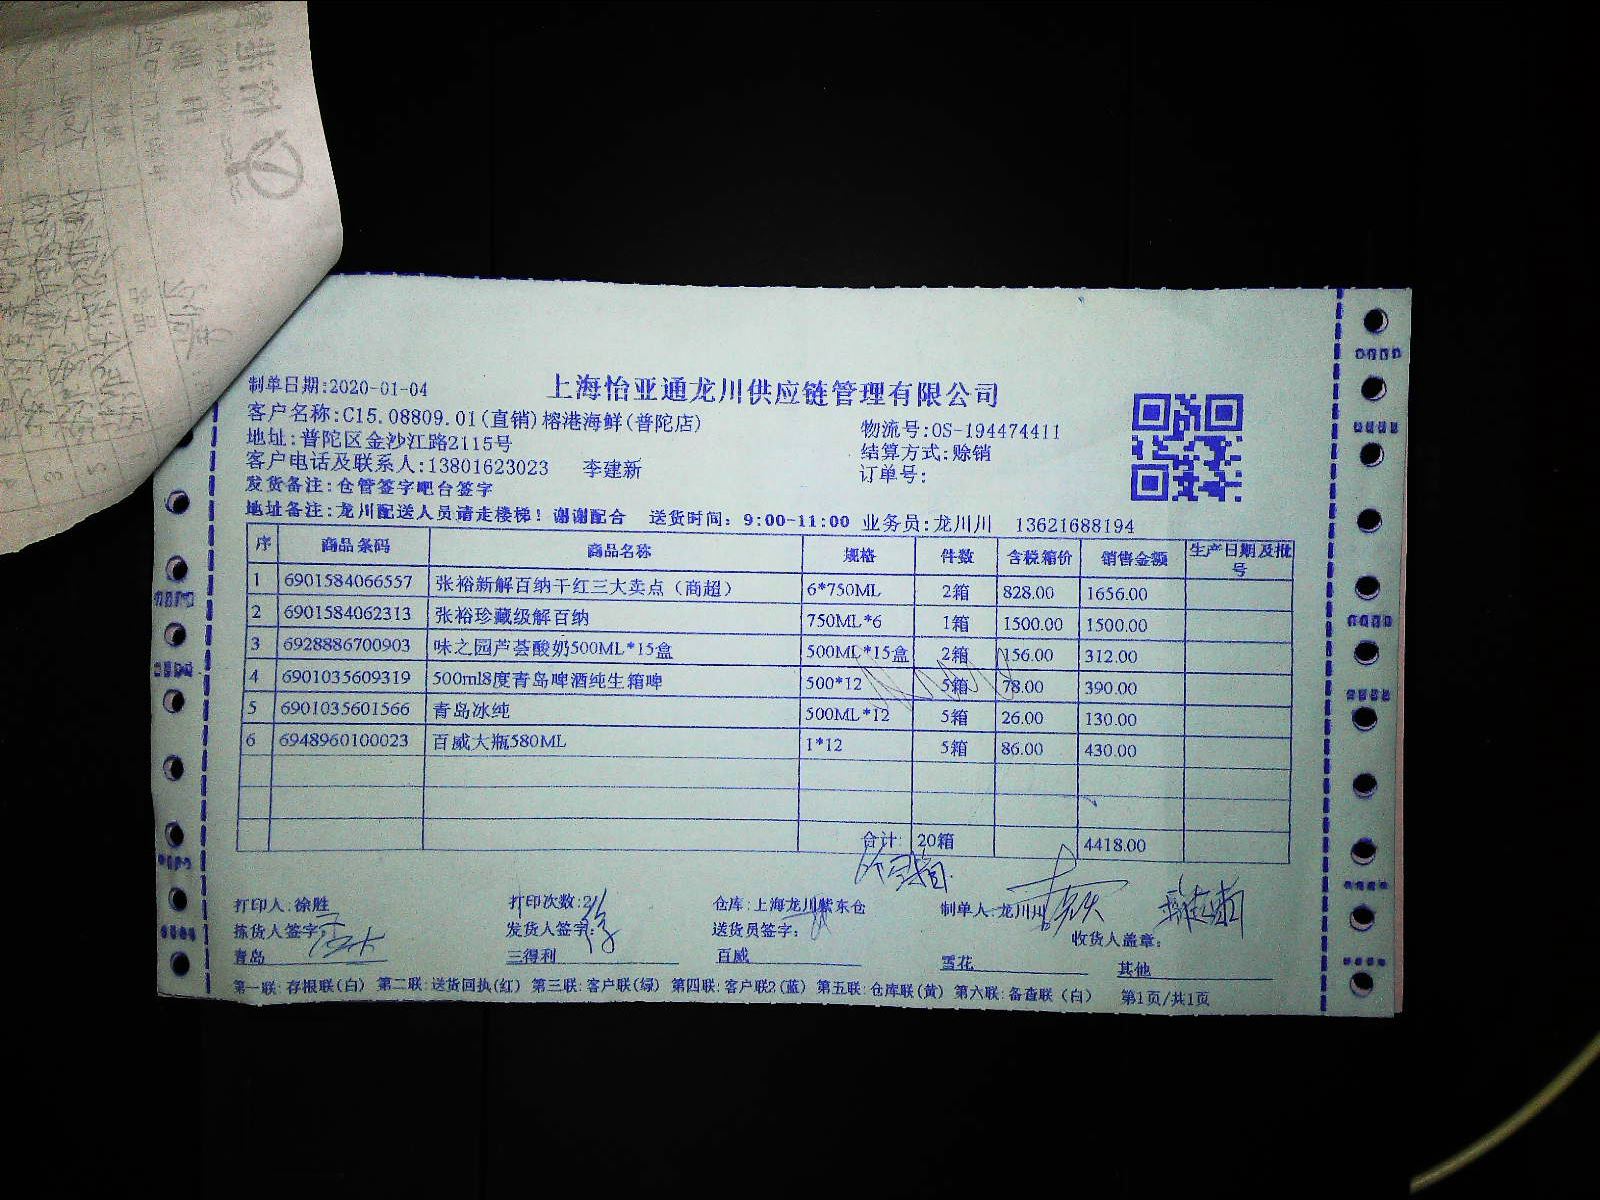 制单日期:2020-01-04
上海怡亚通龙川供应链管理有限公司
客户名称:C15.08809.01(直销)榕港海鲜(普陀店)
物流号:OS-194474411
地址:普陀区金沙江路2115号
结算方式:赊销
客户电话及联系人:13801623023 李建新
订单号:
发货备注:仓管签字吧台签字
地址备注:龙川配送人员请走楼梯！谢谢配合 送货时间：9:00-11:00 业务员:龙川川 13621688194
序 商品条码 商品名称 规格 件数 含税箱价 销售金额 生产日期及批号
1 6901584066557 张裕新解百纳干红三大卖点（商超） 6*750ML 2箱 828.00 1656.00
2 6901584062313 张裕珍藏级解百纳 750ML*6 1箱 1500.00 1500.00
3 6928886700903 味之园芦荟酸奶500ML*15盒 500ML*15盒 2箱 156.00 312.00
4 6901035609319 500ml8度青岛啤酒纯生箱啤 500*12 5箱 78.00 390.00
5 6901035601566 青岛冰纯 500ML*12 5箱 26.00 130.00
6 6948960100023 百威大瓶580ML 1*12 5箱 86.00 430.00
合计: 20箱 4418.00
打印人:徐胜 打印次数:2 仓库:上海龙川紫东仓 制单人:龙川川
拣货人签字: 发货人签字: 送货员签字: 收货人盖章:
青岛 三得利 百威 雪花 其他
第一联:存根联(白) 第二联:送货回执(红) 第三联:客户联(绿) 第四联:客户联2(蓝) 第五联:仓库联(黄) 第六联:备查联（白） 第1页/共1页